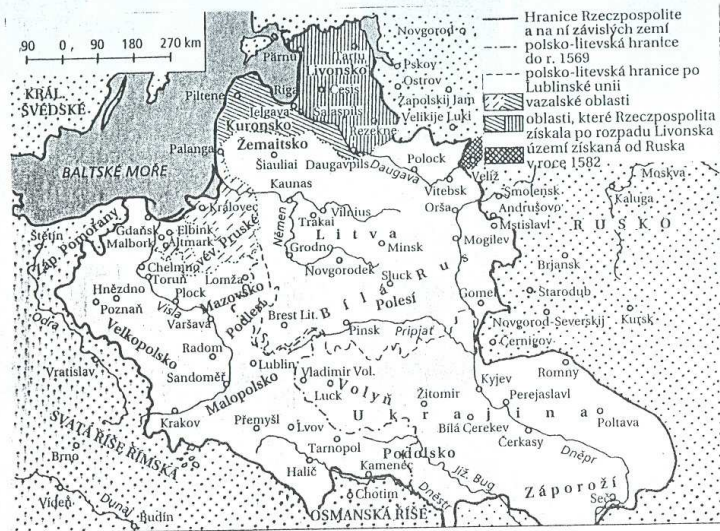 90 0, 90 180 270 km
Hranice Rzeczpospolite
a na ní závislých zemí
polsko-litevská hranice
do r. 1569
polsko-litevská hranice po
Lublinské unii
vazalské oblasti
oblasti, které Rzeczpospolita
získala po rozpadu Livonska
území získaná od Ruska
v roce 1582
Novgorod
Pärnu
Tartu
Livonsko
Pskov
Ostrov
KRÁL.
ŠVÉDSKÉ
Piltene
Riga
Cesis
Zapolskij Jam
Jelgava
Salaspils
Velikije Luki
Kuronsko
Rezekne
Žemaitsko
Palanga
Šiauliai
Daugavpils
Daugava
Polock
BALTSKÉ MOŘE
Veliž
Moskva
Kaunas
Vitebsk
Smolensk
Kaluga
Královec
Vilnius
Orša
Andrušovo
Štětín
Záp. Pomořany
Gdaňsk
Elbink
Trakai
Mstislavl
RUSKO
Malbork
Altmark
Němen
Litva
Mogilev
Grodno
Minsk
Chelmno
Toruň
Lomža
Novgorodek
Brjansk
Hnězdno
Plock
Mazovsko
Sluck
Bílá Rus
Poznaň
Visla
Podlesí
Polesí
Gomel
Starodub
Odra
Varšava
Brest Lit.
Novgorod-Severskij
Kursk
Velkopolsko
Pinsk
Pripjať
Černigov
Radom
Vratislav
Lublin
Vladimir Vol.
Romny
Sandoměř
Malopolsko
Volyň
Kyjev
Luck
Žitomir
Perejaslavl
Krakov
Ukrajina
Poltava
Přemyšl
Lvov
Bílá Cerekev
SVATÁ ŘÍŠE ŘÍMSKÁ
Čerkasy
Brno
Tarnopol
Podolsko
Dněpr
Halič
Kamenec
Již. Bug
Chotim
Záporoží
Vídeň
Dunaj
Dněstr
Seč
Budín
OSMANSKÁ ŘÍŠE